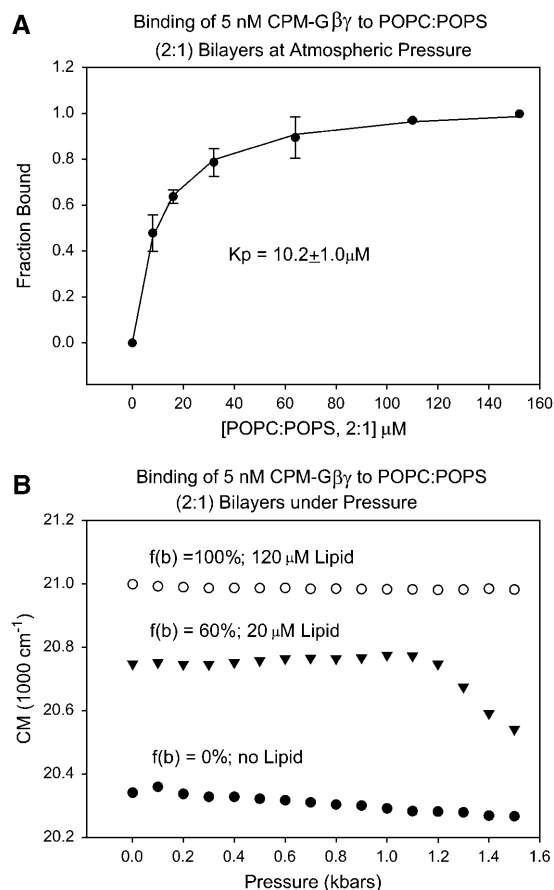 A
Binding of 5 nM CPM-Gβγ to POPC:POPS
(2:1) Bilayers at Atmospheric Pressure
1.2
1.0
0.8
0.6
0.4
0.2
0.0
Fraction Bound
Kp = 10.2±1.0μM
0 20 40 60 80 100 120 140 160
[POPC:POPS, 2:1] μM
B
Binding of 5 nM CPM-Gβγ to POPC:POPS
(2:1) Bilayers under Pressure
21.2
21.0
20.8
20.6
20.4
20.2
CM (1000 cm⁻¹)
f(b) =100%; 120 μM Lipid
f(b) = 60%; 20 μM Lipid
f(b) = 0%; no Lipid
0.0 0.2 0.4 0.6 0.8 1.0 1.2 1.4 1.6
Pressure (kbars)